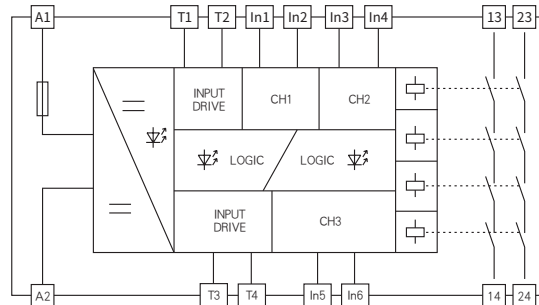 A1 T1 T2 In1 In2 In3 In4 13 23
INPUT
DRIVE
CH1
CH2
LOGIC
LOGIC
INPUT
DRIVE
CH3
A2 T3 T4 In5 In6 14 24